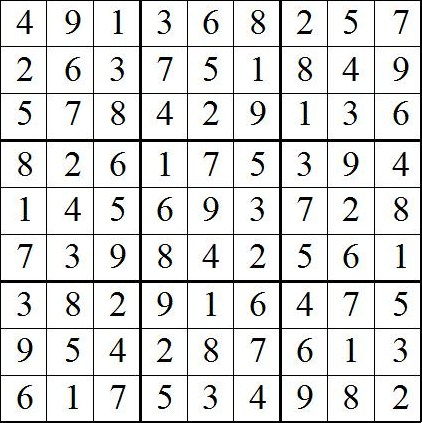 4 9 1 3 6 8 2 5 7
2 6 3 7 5 1 8 4 9
5 7 8 4 2 9 1 3 6
8 2 6 1 7 5 3 9 4
1 4 5 6 9 3 7 2 8
7 3 9 8 4 2 5 6 1
3 8 2 9 1 6 4 7 5
9 5 4 2 8 7 6 1 3
6 1 7 5 3 4 9 8 2